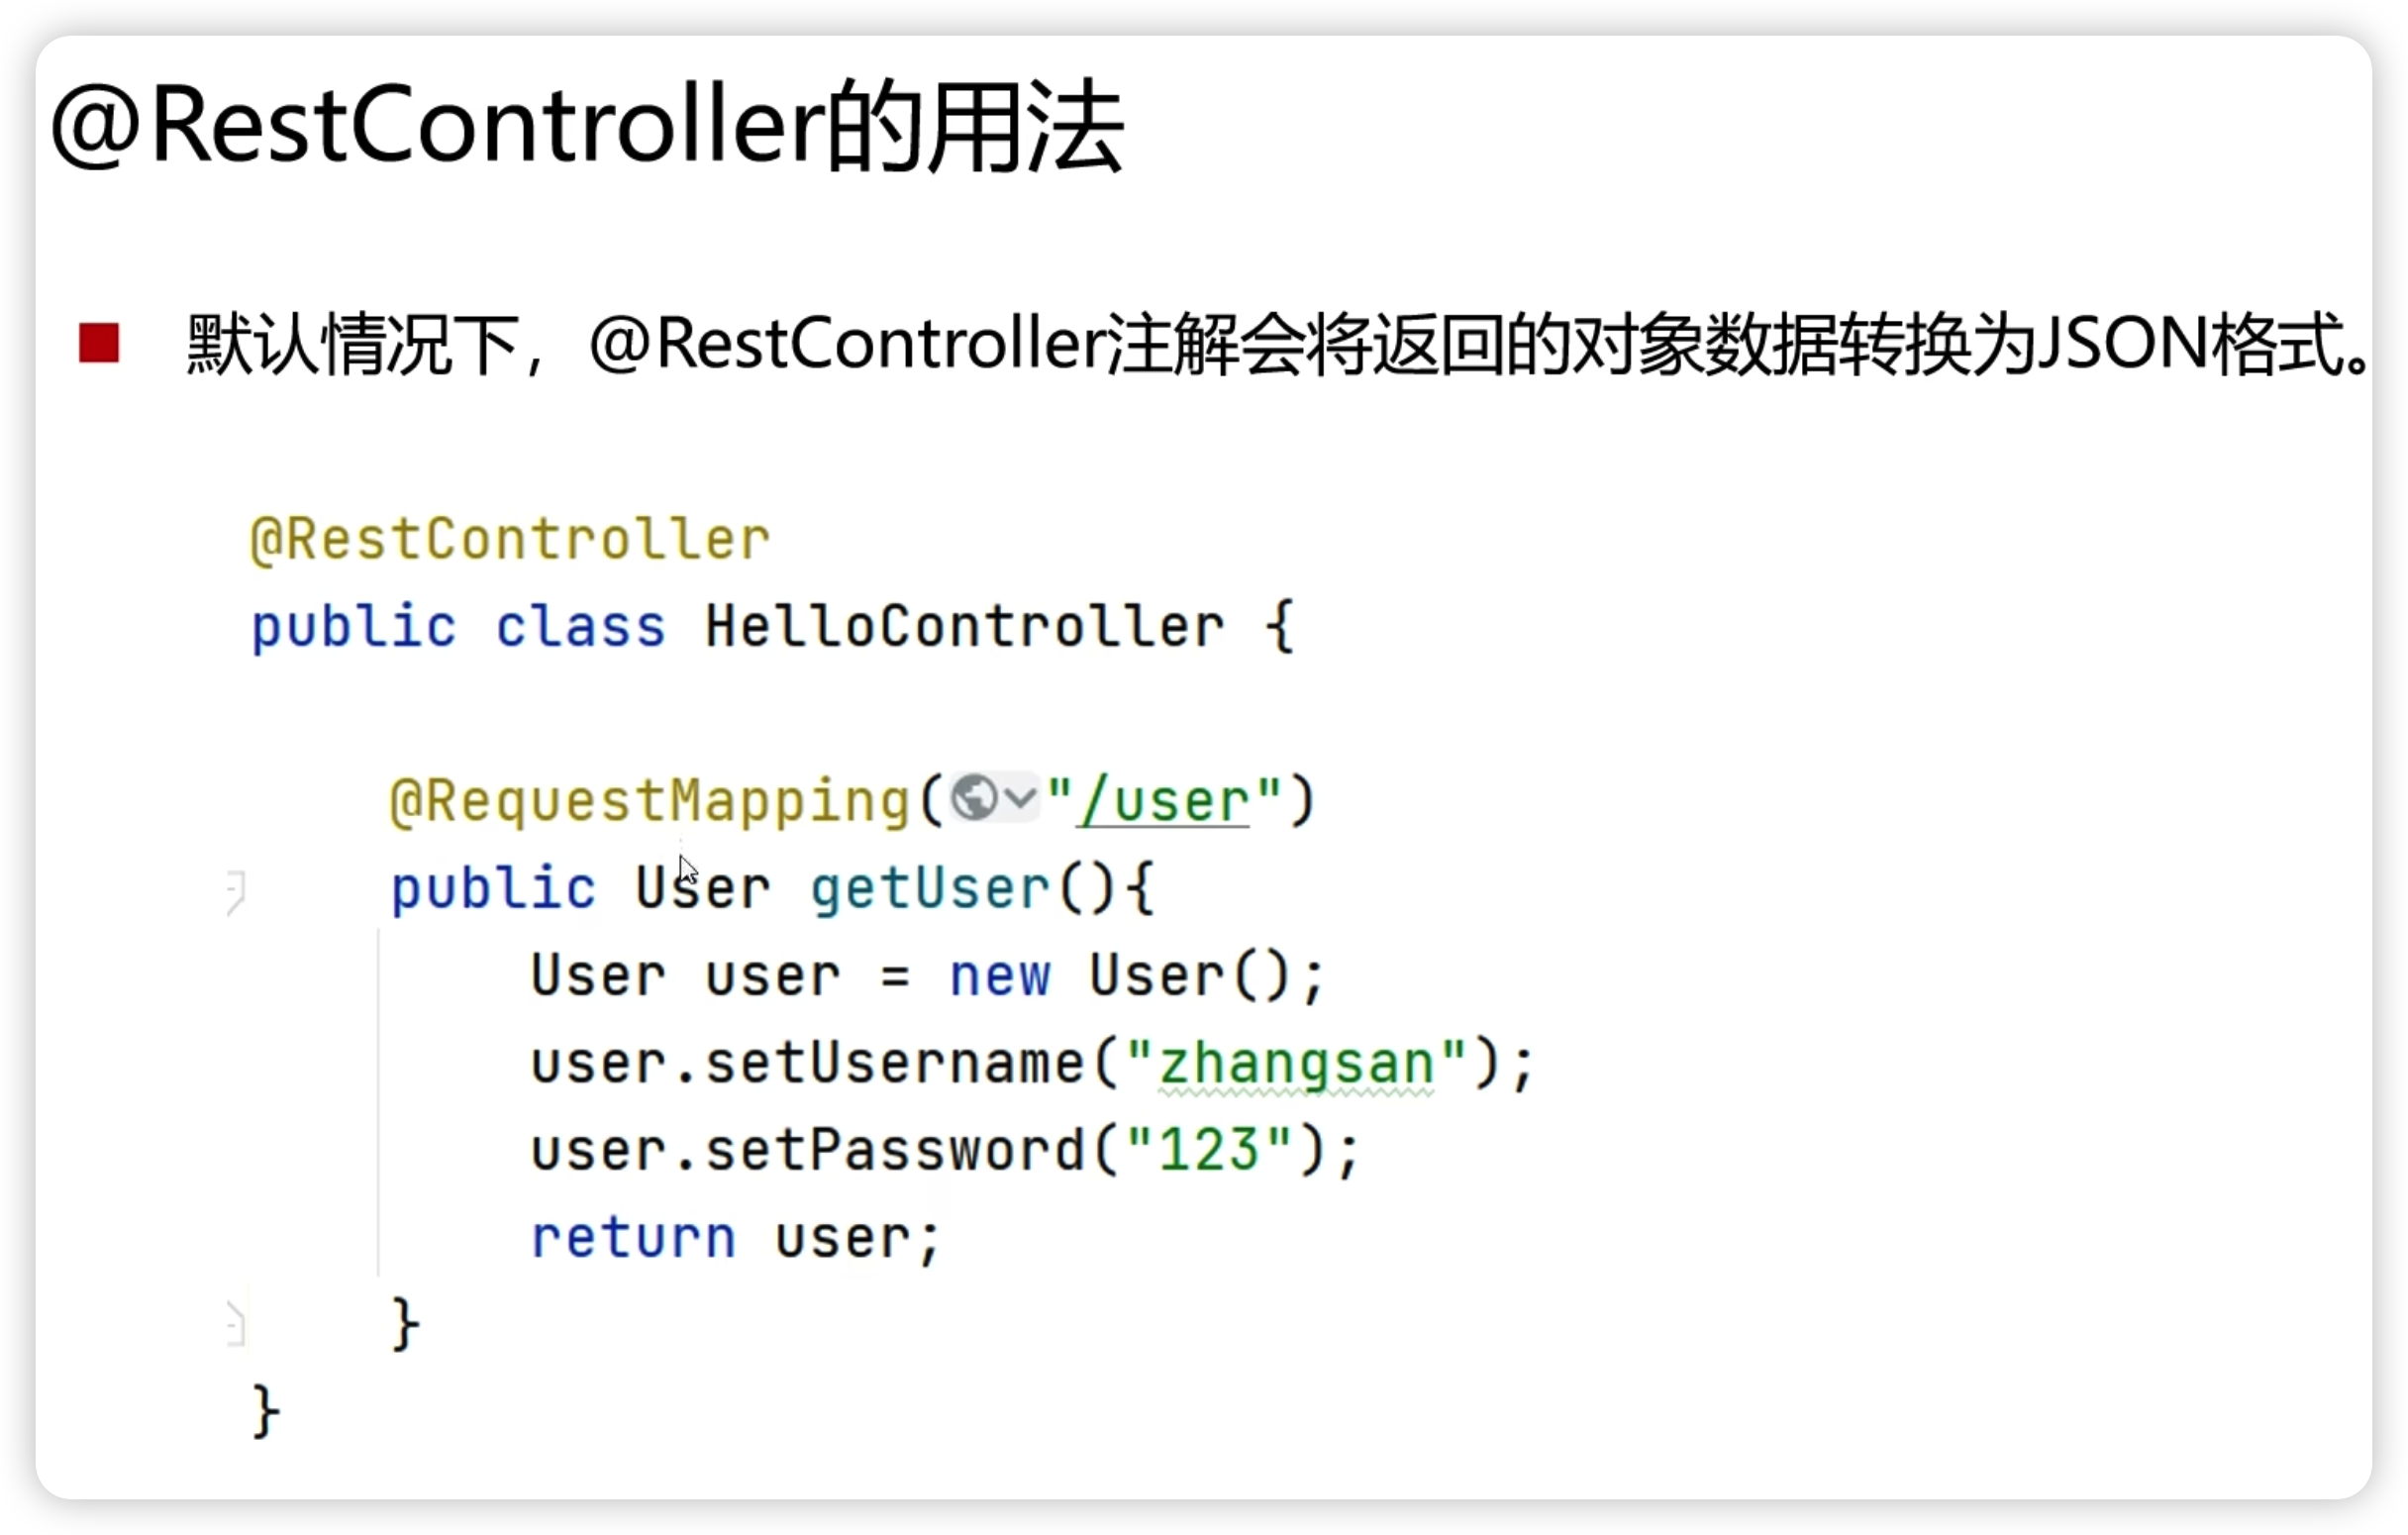 @RestController的用法
默认情况下，@RestController注解会将返回的对象数据转换为JSON格式。
@RestController
public class HelloController {
@RequestMapping("/user")
public User getUser(){
User user = new User();
user.setUsername("zhangsan");
user.setPassword("123");
return user;
}
}